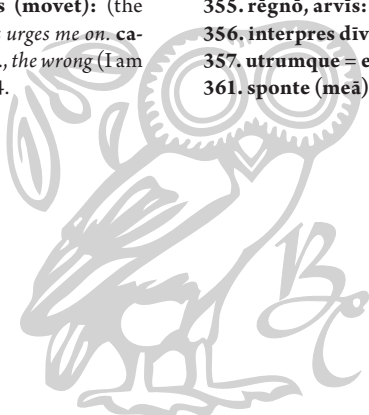 s (movet): (the
s urges me on. ca-
., the wrong (I am
4.
355. rēgnō, arvīs:
356. interpres dīv
357. utrumque = e
361. sponte (meā)